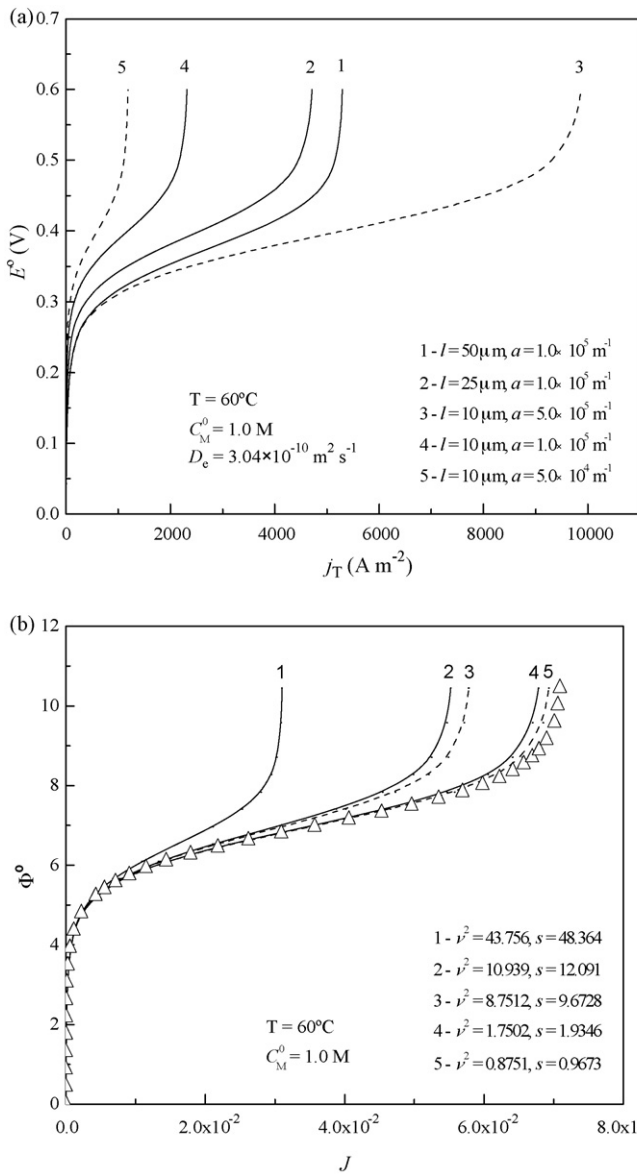 (a)
0.7
0.6
0.5
0.4
0.3
0.2
0.1
0.0
E° (V)
5 4 2 1 3
1 - l = 50 μm, a = 1.0× 10⁵ m⁻¹
2 - l = 25 μm, a = 1.0× 10⁵ m⁻¹
3 - l = 10 μm, a = 5.0× 10⁵ m⁻¹
4 - l = 10 μm, a = 1.0× 10⁵ m⁻¹
5 - l = 10 μm, a = 5.0× 10⁴ m⁻¹
T = 60ºC
C⁰_M = 1.0 M
D_e = 3.04×10⁻¹⁰ m² s⁻¹
0 2000 4000 6000 8000 10000
j_T (A m⁻²)
(b)
12
10
8
6
4
2
0
Φ°
1 2 3 4 5
1 - ν² = 43.756, s = 48.364
2 - ν² = 10.939, s = 12.091
3 - ν² = 8.7512, s = 9.6728
4 - ν² = 1.7502, s = 1.9346
5 - ν² = 0.8751, s = 0.9673
T = 60ºC
C⁰_M = 1.0 M
0.0 2.0x10⁻² 4.0x10⁻² 6.0x10⁻² 8.0x1
J